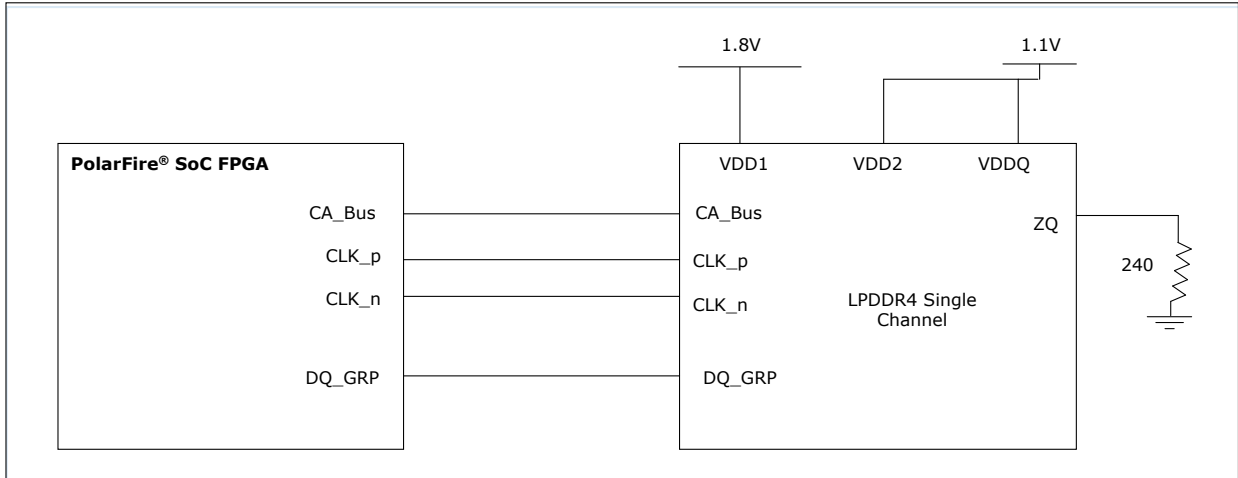 1.8V
1.1V
PolarFire® SoC FPGA
VDD1
VDD2
VDDQ
CA_Bus
CA_Bus
ZQ
CLK_p
CLK_p
240
CLK_n
CLK_n
LPDDR4 Single
Channel
DQ_GRP
DQ_GRP